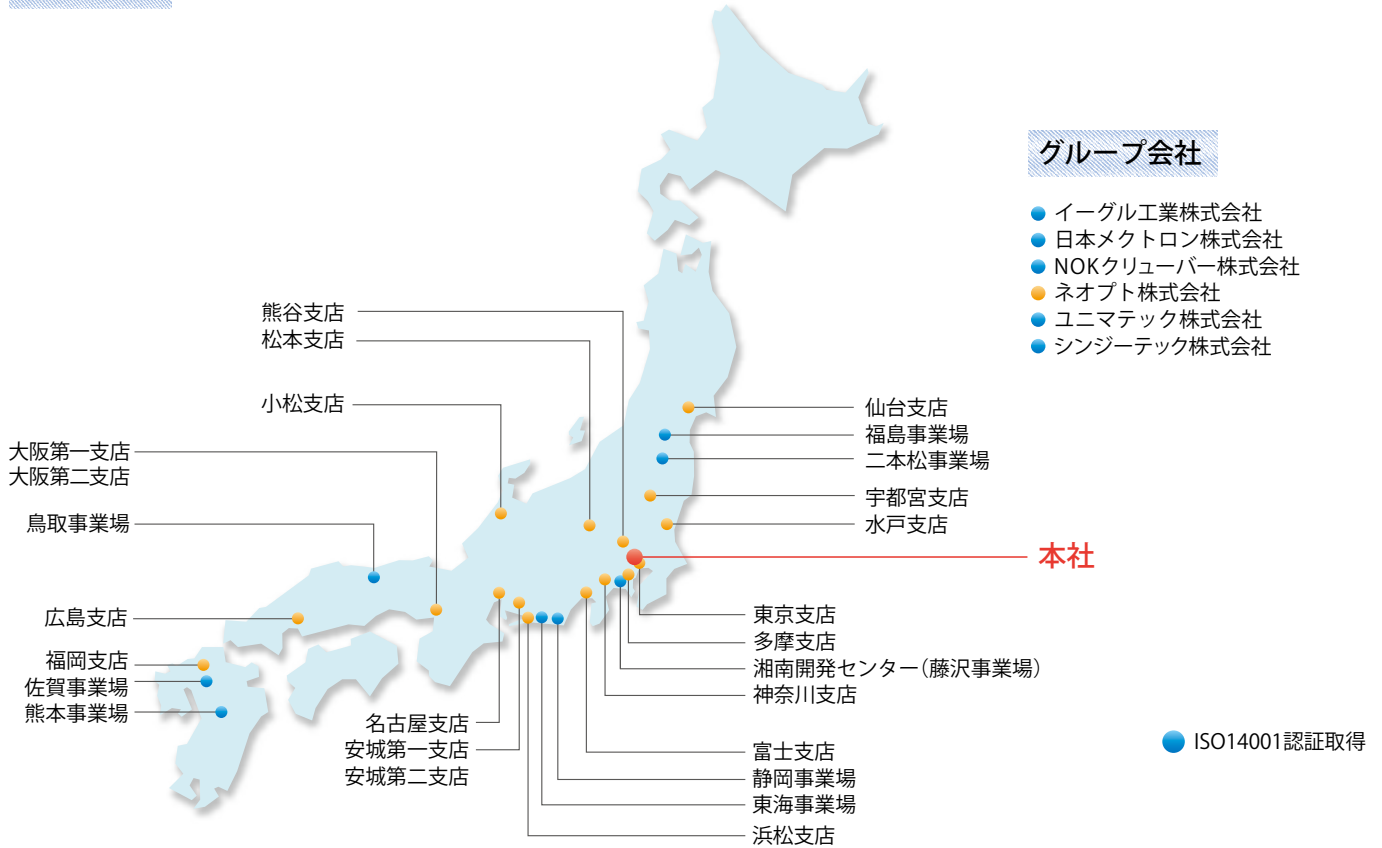 グループ会社
イーグル工業株式会社
日本メクトロン株式会社
NOKクリューバー株式会社
ネオプト株式会社
ユニマテック株式会社
シンジーテック株式会社
熊谷支店
松本支店
小松支店
大阪第一支店
大阪第二支店
鳥取事業場
広島支店
福岡支店
佐賀事業場
熊本事業場
名古屋支店
安城第一支店
安城第二支店
仙台支店
福島事業場
二本松事業場
宇都宮支店
水戸支店
本社
東京支店
多摩支店
湘南開発センター(藤沢事業場)
神奈川支店
富士支店
静岡事業場
東海事業場
浜松支店
ISO14001認証取得